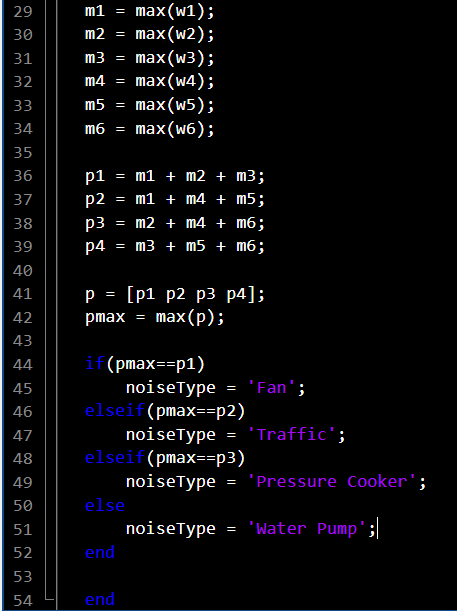 29 m1 = max(w1);
30 m2 = max(w2);
31 m3 = max(w3);
32 m4 = max(w4);
33 m5 = max(w5);
34 m6 = max(w6);
35
36 p1 = m1 + m2 + m3;
37 p2 = m1 + m4 + m5;
38 p3 = m2 + m4 + m6;
39 p4 = m3 + m5 + m6;
40
41 p = [p1 p2 p3 p4];
42 pmax = max(p);
43
44 if(pmax==p1)
45     noiseType = 'Fan';
46 elseif(pmax==p2)
47     noiseType = 'Traffic';
48 elseif(pmax==p3)
49     noiseType = 'Pressure Cooker';
50 else
51     noiseType = 'Water Pump';
52 end
53
54 end